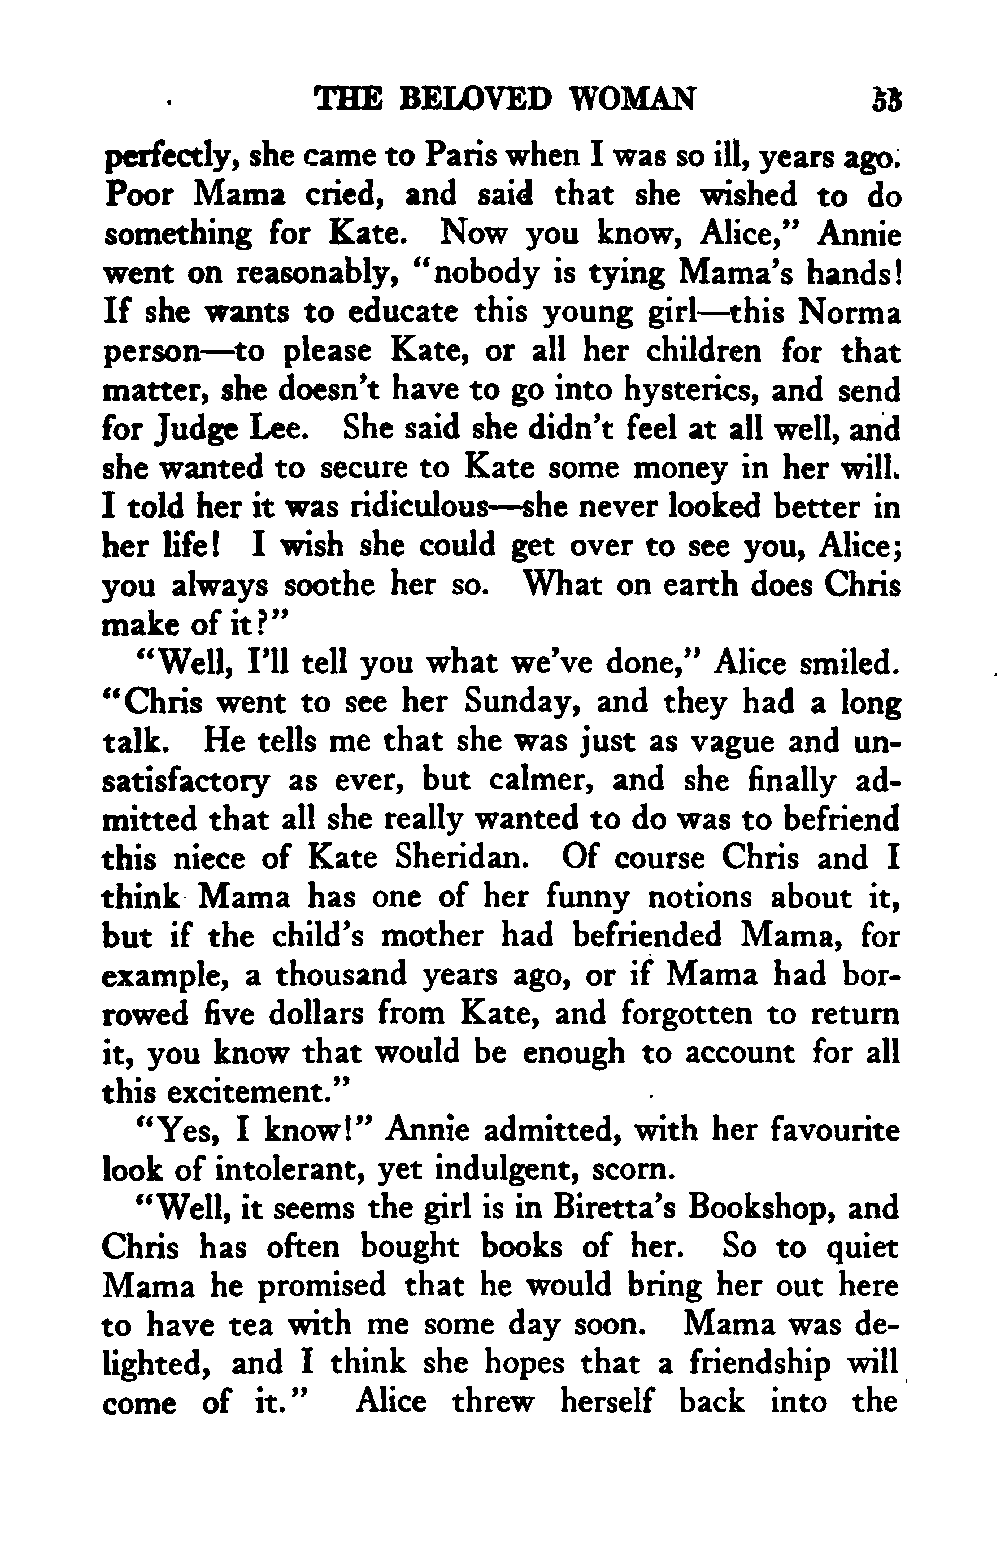 THE BELOVED WOMAN 53
perfectly, she came to Paris when I was so ill, years ago.
Poor Mama cried, and said that she wished to do
something for Kate. Now you know, Alice,” Annie
went on reasonably, “nobody is tying Mama’s hands!
If she wants to educate this young girl—this Norma
person—to please Kate, or all her children for that
matter, she doesn’t have to go into hysterics, and send
for Judge Lee. She said she didn’t feel at all well, and
she wanted to secure to Kate some money in her will.
I told her it was ridiculous—she never looked better in
her life! I wish she could get over to see you, Alice;
you always soothe her so. What on earth does Chris
make of it?”
“Well, I’ll tell you what we’ve done,” Alice smiled.
“Chris went to see her Sunday, and they had a long
talk. He tells me that she was just as vague and un-
satisfactory as ever, but calmer, and she finally ad-
mitted that all she really wanted to do was to befriend
this niece of Kate Sheridan. Of course Chris and I
think Mama has one of her funny notions about it,
but if the child’s mother had befriended Mama, for
example, a thousand years ago, or if Mama had bor-
rowed five dollars from Kate, and forgotten to return
it, you know that would be enough to account for all
this excitement.”
“Yes, I know!” Annie admitted, with her favourite
look of intolerant, yet indulgent, scorn.
“Well, it seems the girl is in Biretta’s Bookshop, and
Chris has often bought books of her. So to quiet
Mama he promised that he would bring her out here
to have tea with me some day soon. Mama was de-
lighted, and I think she hopes that a friendship will
come of it.” Alice threw herself back into the